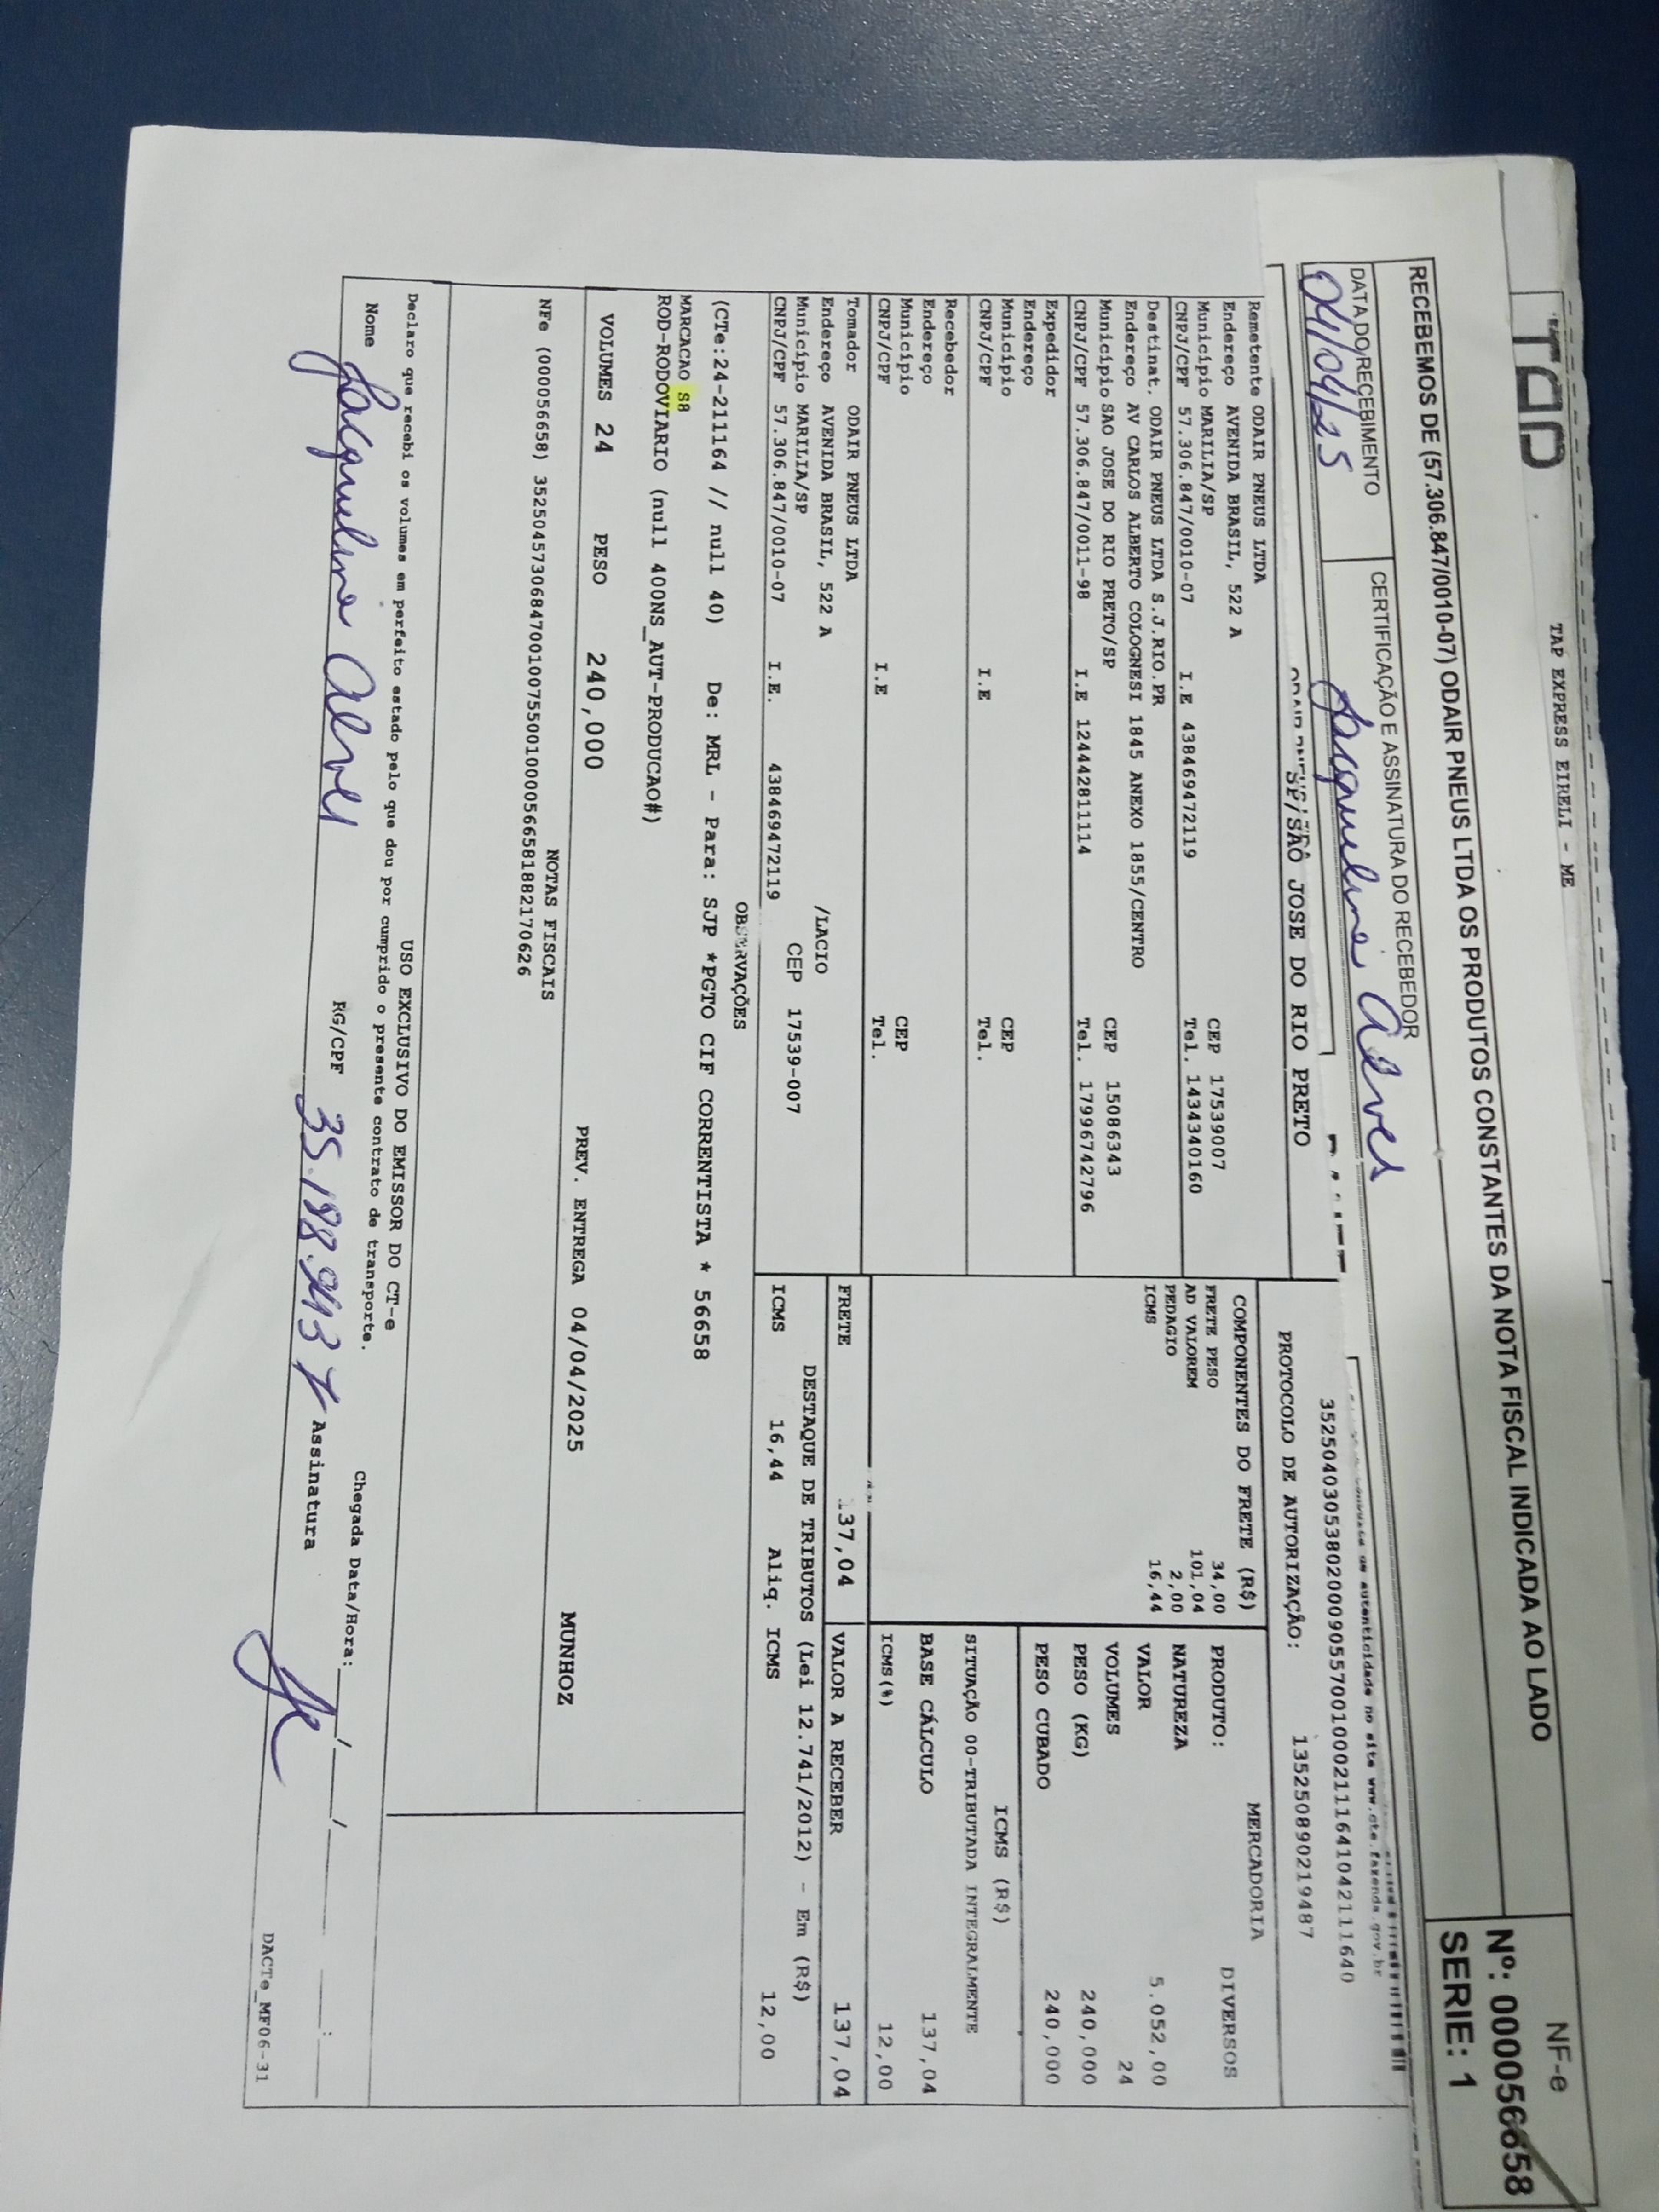 TAP EXPRESS EIRELI - ME
RECEBEMOS DE (57.306.847/0010-07) ODAIR PNEUS LTDA OS PRODUTOS CONSTANTES DA NOTA FISCAL INDICADA AO LADO
NF-e
Nº: 000056658
SERIE: 1
DATA DO RECEBIMENTO
04/04/25
CERTIFICAÇÃO E ASSINATURA DO RECEBEDOR
Jacqueline Alves
SÃO JOSE DO RIO PRETO
autenticidade no site www.cte.fazenda.gov.br
PROTOCOLO DE AUTORIZAÇÃO: 135250890219487
Remetente ODAIR PNEUS LTDA
Endereço AVENIDA BRASIL, 522 A
Município MARILIA/SP CEP 17539007
CNPJ/CPF 57.306.847/0010-07 I.E 438469472119 Tel. 1434340160
Destinat. ODAIR PNEUS LTDA S.J.RIO.PR
Endereço AV CARLOS ALBERTO COLOGNESI 1845 ANEXO 1855/CENTRO
Município SAO JOSE DO RIO PRETO/SP CEP 15086343
CNPJ/CPF 57.306.847/0011-98 I.E 124442811114 Tel. 17996742796
Expedidor
Endereço
Município CEP
CNPJ/CPF I.E Tel.
Recebedor
Endereço
Município CEP
CNPJ/CPF I.E Tel.
Tomador ODAIR PNEUS LTDA
Endereço AVENIDA BRASIL, 522 A /LACIO
Município MARILIA/SP CEP 17539-007
CNPJ/CPF 57.306.847/0010-07 I.E. 438469472119
COMPONENTES DO FRETE (R$)
FRETE PESO 34,00
AD VALOREM 101,04
PEDAGIO 2,00
ICMS 16,44
MERCADORIA
PRODUTO: DIVERSOS
NATUREZA
VALOR 5.052,00
VOLUMES 24
PESO (KG) 240,000
PESO CUBADO 240,000
ICMS (R$)
SITUAÇÃO 00-TRIBUTADA INTEGRALMENTE
BASE CÁLCULO 137,04
ICMS(%) 12,00
FRETE 137,04
VALOR A RECEBER 137,04
DESTAQUE DE TRIBUTOS (Lei 12.741/2012) - Em (R$)
ICMS 16,44 Aliq. ICMS 12,00
OBSERVAÇÕES
(CTe:24-211164 // null 40) De: MRL - Para: SJP *PGTO CIF CORRENTISTA * 56658
MARCACAO S8
ROD-RODOVIARIO (null 400NS_AUT-PRODUCAO#)
VOLUMES 24 PESO 240,000 PREV. ENTREGA 04/04/2025 MUNHOZ
NOTAS FISCAIS
NFe (000056658) 35250457306847001007550010000566581882170626
USO EXCLUSIVO DO EMISSOR DO CT-e
Declaro que recebi os volumes em perfeito estado pelo que dou por cumprido o presente contrato de transporte.
Chegada Data/Hora: / / :
Nome Jacqueline Alves RG/CPF 35.198.943 7 Assinatura
DACTe_MF06-31